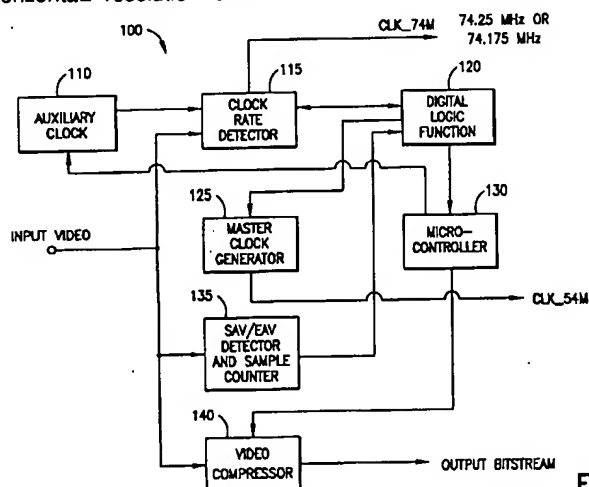 100
CLK_74M
74.25 MHz OR
74.175 MHz
110
AUXILIARY
CLOCK
115
CLOCK
RATE
DETECTOR
120
DIGITAL
LOGIC
FUNCTION
125
MASTER
CLOCK
GENERATOR
130
MICRO-
CONTROLLER
INPUT VIDEO
CLK_54M
135
SAV/EAV
DETECTOR
AND SAMPLE
COUNTER
140
VIDEO
COMPRESSOR
OUTPUT BITSTREAM